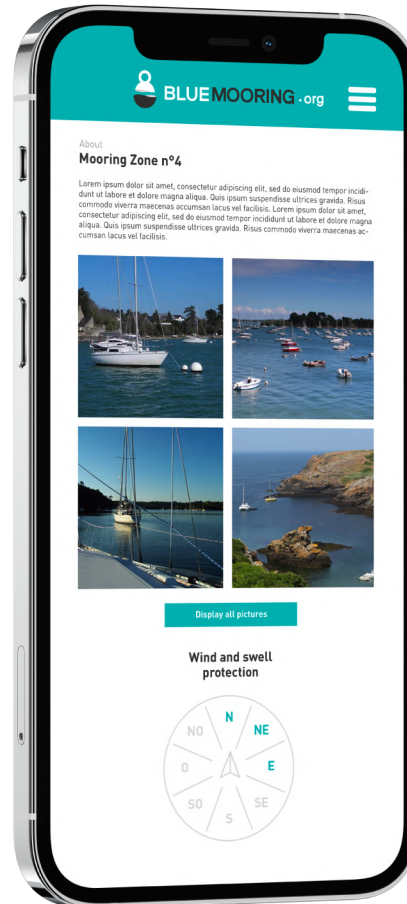 BLUEMOORING.org
About
Mooring Zone n°4
Lorem ipsum dolor sit amet, consectetur adipiscing elit, sed do eiusmod tempor incidi-
dunt ut labore et dolore magna aliqua. Quis ipsum suspendisse ultrices gravida. Risus
commodo viverra maecenas accumsan lacus vel facilisis. Lorem ipsum dolor sit amet,
consectetur adipiscing elit, sed do eiusmod tempor incididunt ut labore et dolore magna
aliqua. Quis ipsum suspendisse ultrices gravida. Risus commodo viverra maecenas ac-
cumsan lacus vel facilisis.
Display all pictures
Wind and swell
protection
N
NO
NE
O
E
SO
SE
S